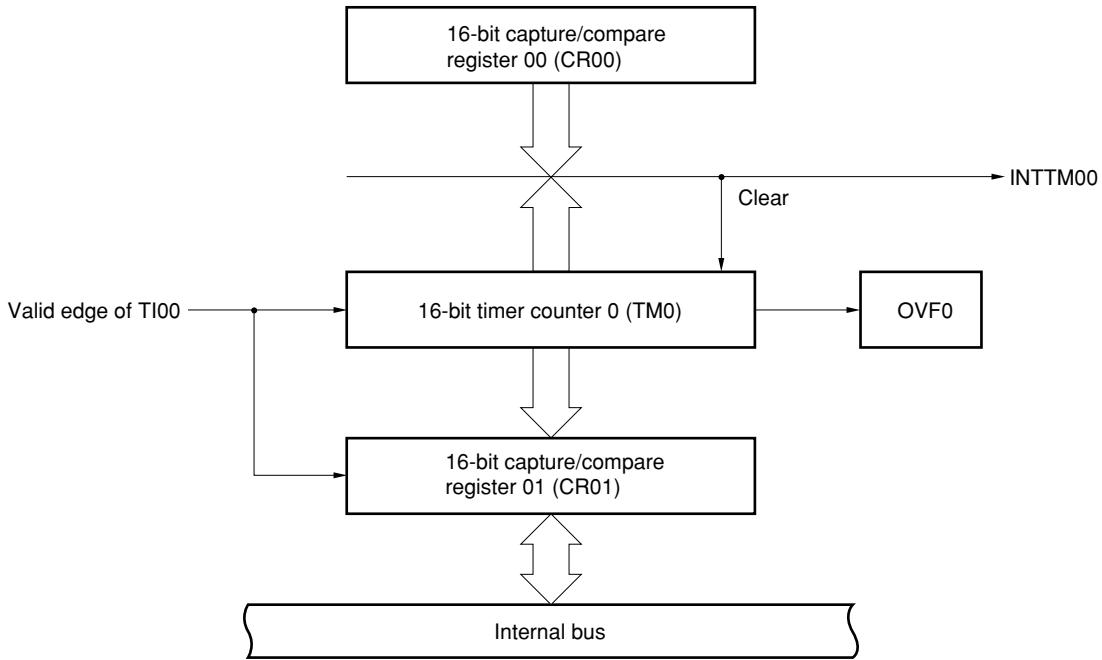 16-bit capture/compare
register 00 (CR00)
INTTM00
Clear
Valid edge of TI00
16-bit timer counter 0 (TM0)
OVF0
16-bit capture/compare
register 01 (CR01)
Internal bus